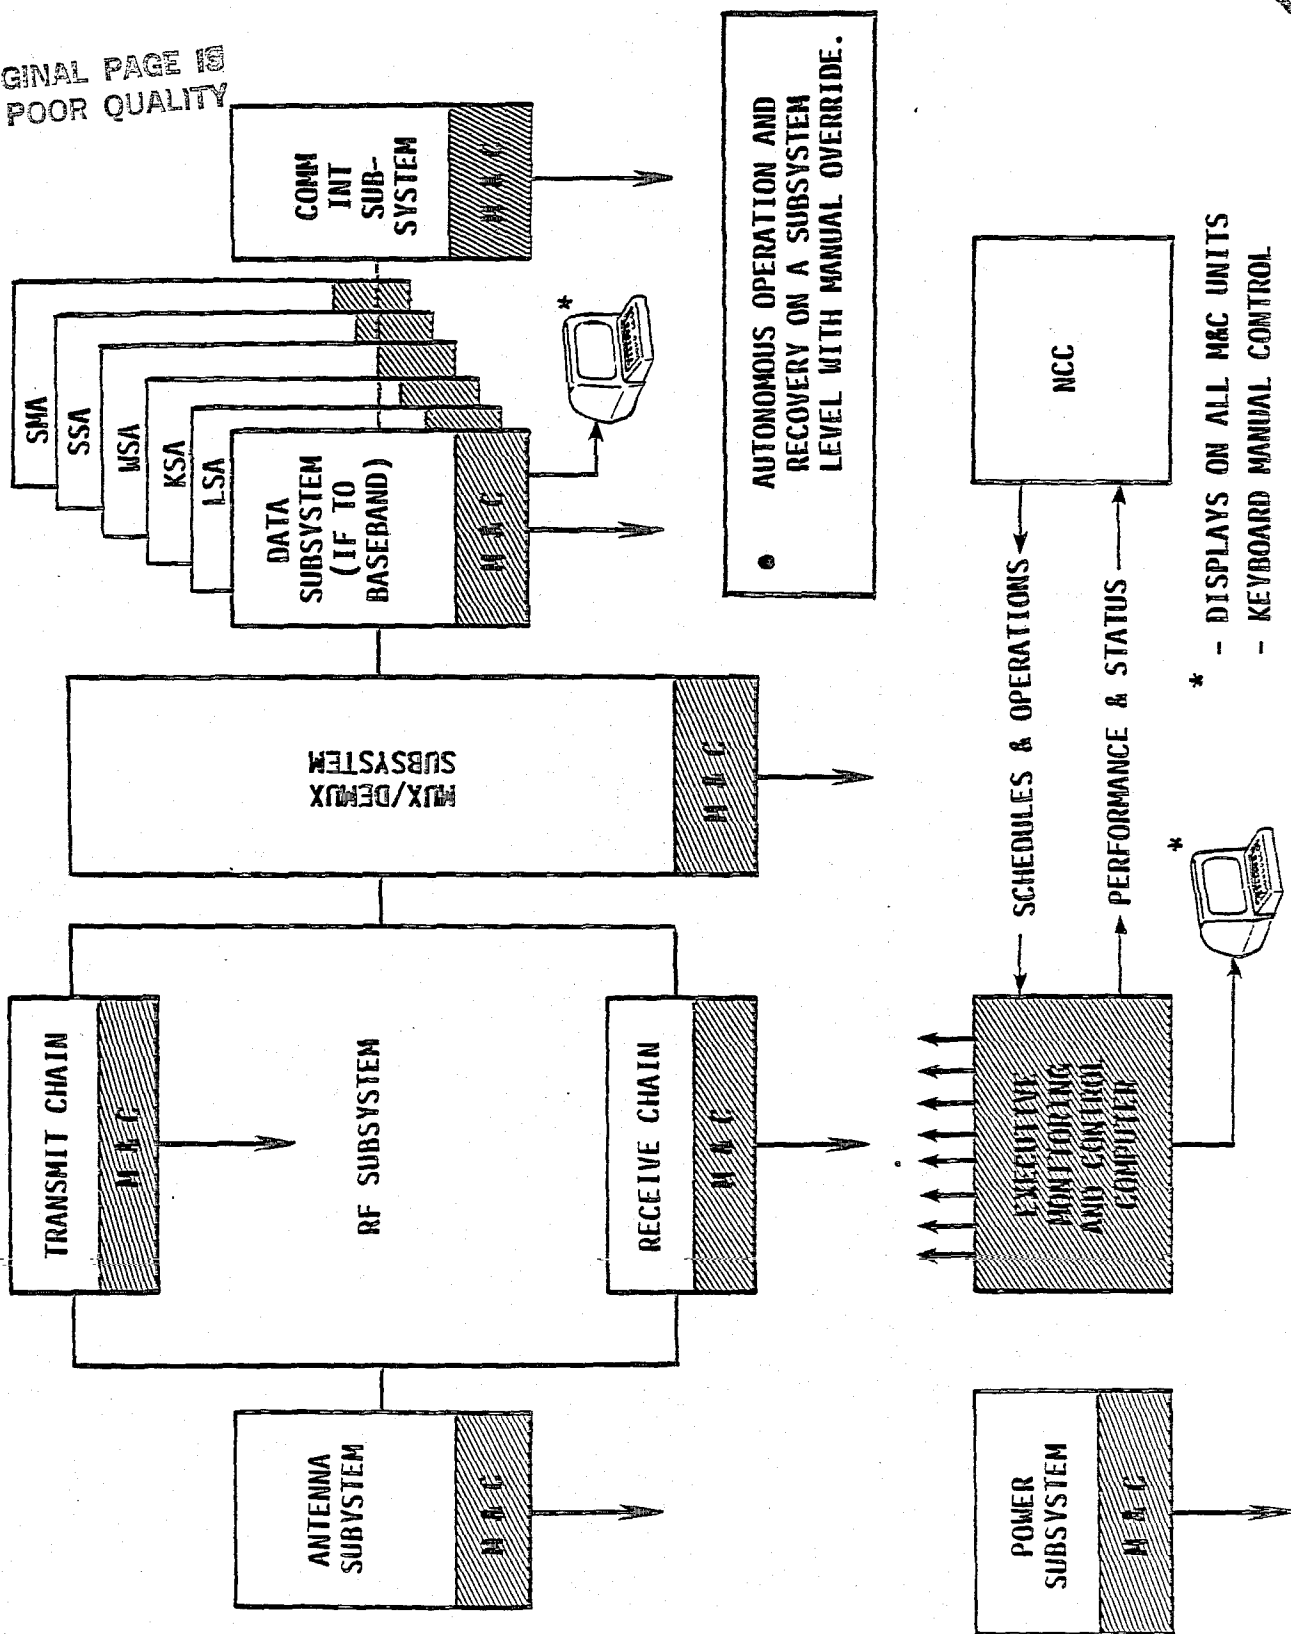 GINAL PAGE IS
POOR QUALITY
TRANSMIT CHAIN
M & C
RF SUBSYSTEM
RECEIVE CHAIN
M & C
ANTENNA
SUBSYSTEM
M & C
MUX/DEMUX
SUBSYSTEM
M & C
SMA
SSA
WSA
KSA
LSA
DATA
SUBSYSTEM
(IF TO
BASEBAND)
M & C
*
COMM
INT
SUB-
SYSTEM
M & C
● AUTONOMOUS OPERATION AND
RECOVERY ON A SUBSYSTEM
LEVEL WITH MANUAL OVERRIDE.
POWER
SUBSYSTEM
M & C
EXECUTIVE
MONITORING
AND CONTROL
COMPUTER
*
SCHEDULES & OPERATIONS
PERFORMANCE & STATUS
NCC
* - DISPLAYS ON ALL M&C UNITS
- KEYBOARD MANUAL CONTROL